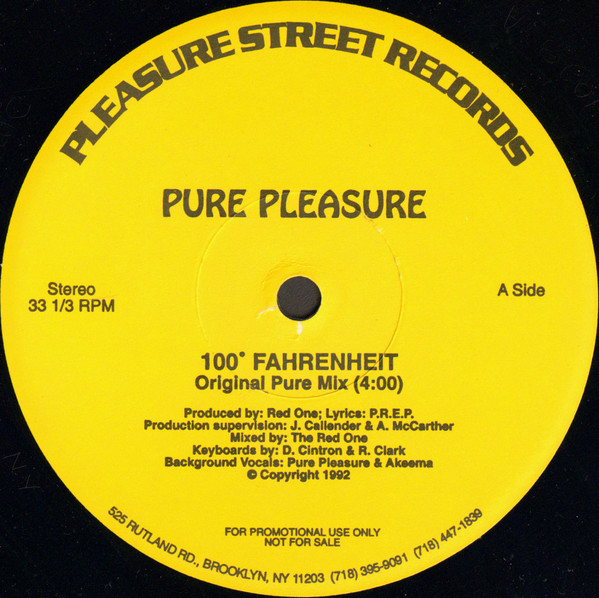 PLEASURE STREET RECORDS
PURE PLEASURE
Stereo
33 1/3 RPM
A Side
100° FAHRENHEIT
Original Pure Mix (4:00)
Produced by: Red One; Lyrics: P.R.E.P.
Production supervision: J. Callender & A. McCarther
Mixed by: The Red One
Keyboards by: D. Cintron & R. Clark
Background Vocals: Pure Pleasure & Akeema
© Copyright 1992
FOR PROMOTIONAL USE ONLY
NOT FOR SALE
525 RUTLAND RD., BROOKLYN, NY 11203 (718) 395-9091 (718) 447-1839